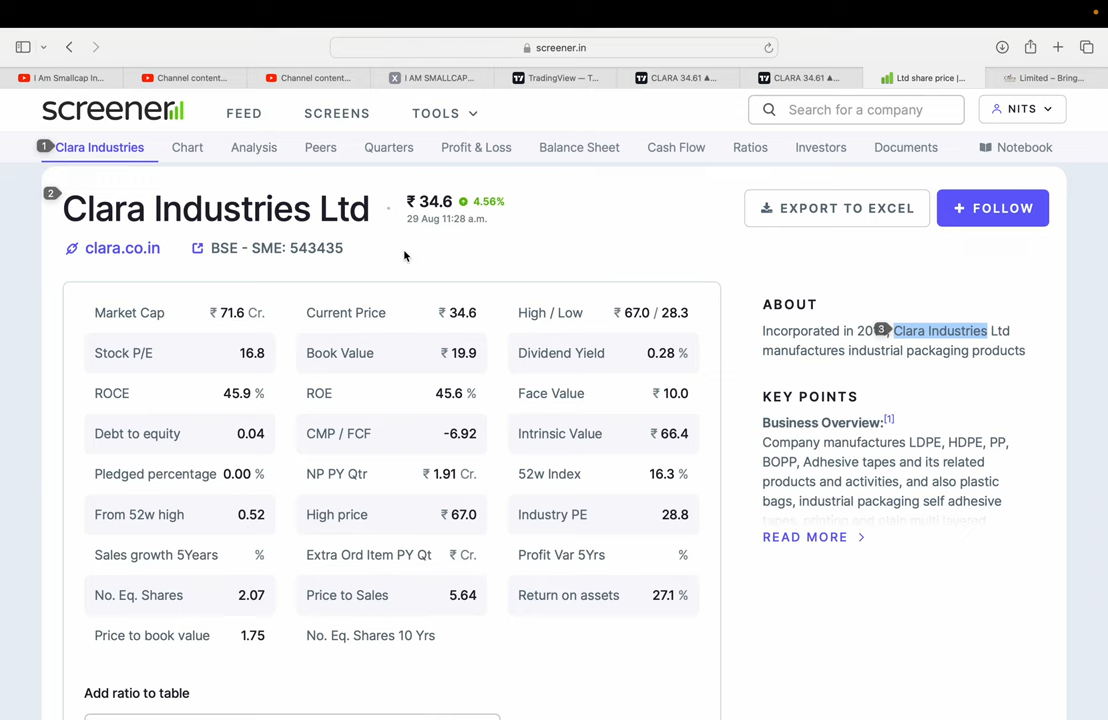 screener.in
I Am Smallcap In...
Channel content...
Channel content...
I AM SMALLCAP...
TradingView — T...
CLARA 34.61 ▲...
CLARA 34.61 ▲...
Ltd share price |...
Limited – Bring...
screener
FEED
SCREENS
TOOLS
Search for a company
NITS
1
Clara Industries
Chart
Analysis
Peers
Quarters
Profit & Loss
Balance Sheet
Cash Flow
Ratios
Investors
Documents
Notebook
2
Clara Industries Ltd
₹ 34.6 4.56%
29 Aug 11:28 a.m.
EXPORT TO EXCEL
+ FOLLOW
clara.co.in
BSE - SME: 543435
Market Cap ₹ 71.6 Cr.
Current Price ₹ 34.6
High / Low ₹ 67.0 / 28.3
Stock P/E 16.8
Book Value ₹ 19.9
Dividend Yield 0.28 %
ROCE 45.9 %
ROE 45.6 %
Face Value ₹ 10.0
Debt to equity 0.04
CMP / FCF -6.92
Intrinsic Value ₹ 66.4
Pledged percentage 0.00 %
NP PY Qtr ₹ 1.91 Cr.
52w Index 16.3 %
From 52w high 0.52
High price ₹ 67.0
Industry PE 28.8
Sales growth 5Years %
Extra Ord Item PY Qt ₹ Cr.
Profit Var 5Yrs %
No. Eq. Shares 2.07
Price to Sales 5.64
Return on assets 27.1 %
Price to book value 1.75
No. Eq. Shares 10 Yrs
Add ratio to table
ABOUT
Incorporated in 3 Clara Industries Ltd
manufactures industrial packaging products
KEY POINTS
Business Overview:[1]
Company manufactures LDPE, HDPE, PP,
BOPP, Adhesive tapes and its related
products and activities, and also plastic
bags, industrial packaging self adhesive
tapes, printing and plain multi layered
READ MORE